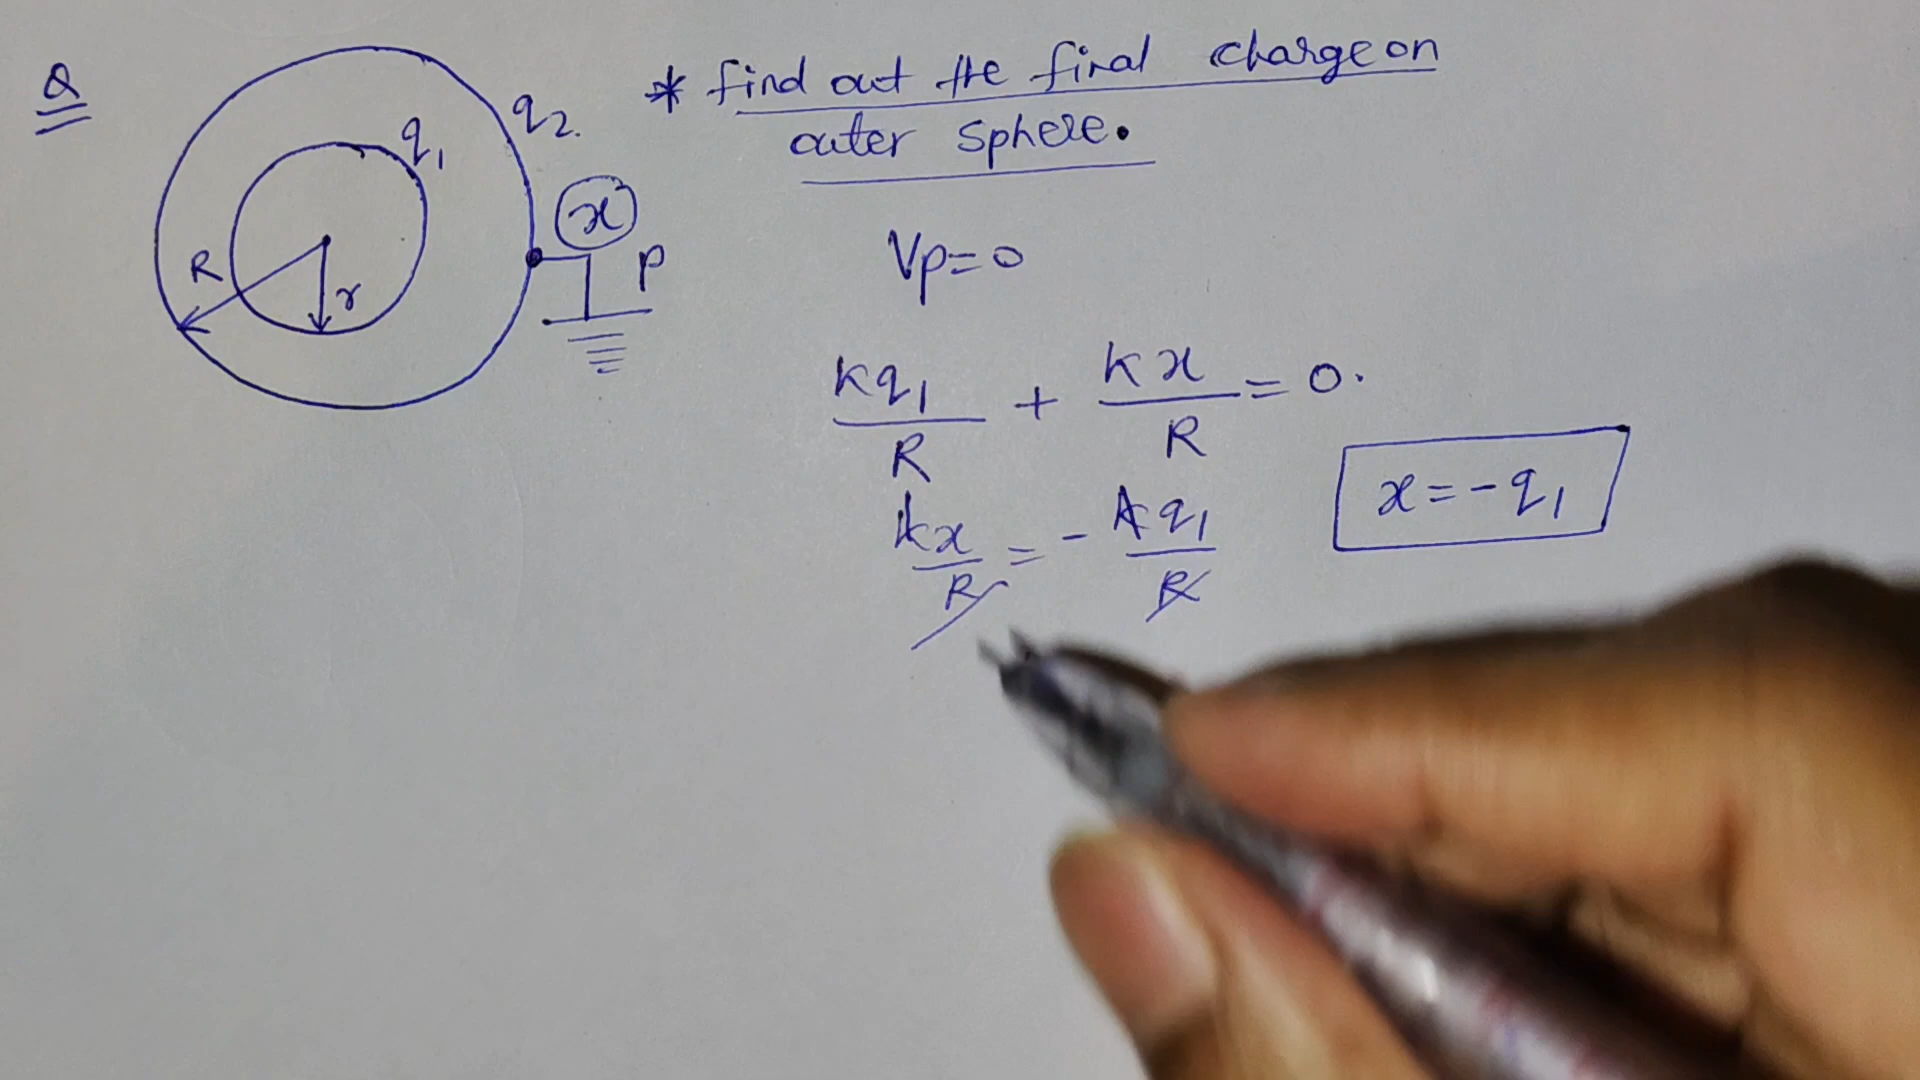 Q
q1
q2.
x
P
R
r
* find out the final charge on
outer sphere.
Vp=0
Kq1/R + Kx/R = 0.
Kx/R = - Kq1/R
x = - q1